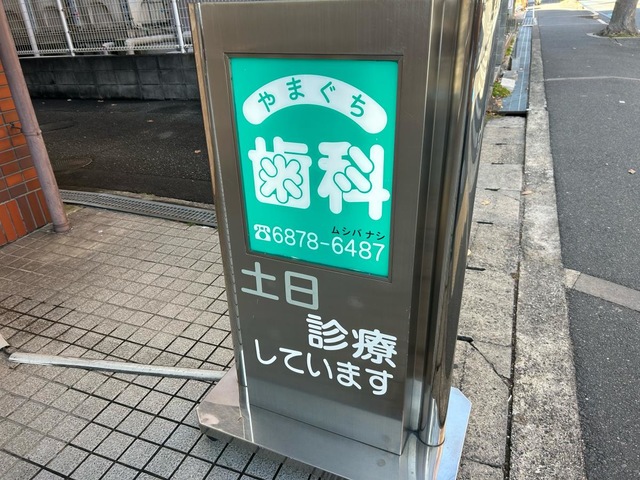 やまぐち
歯科
ムシバナシ
☎6878-6487
土日
診療
しています